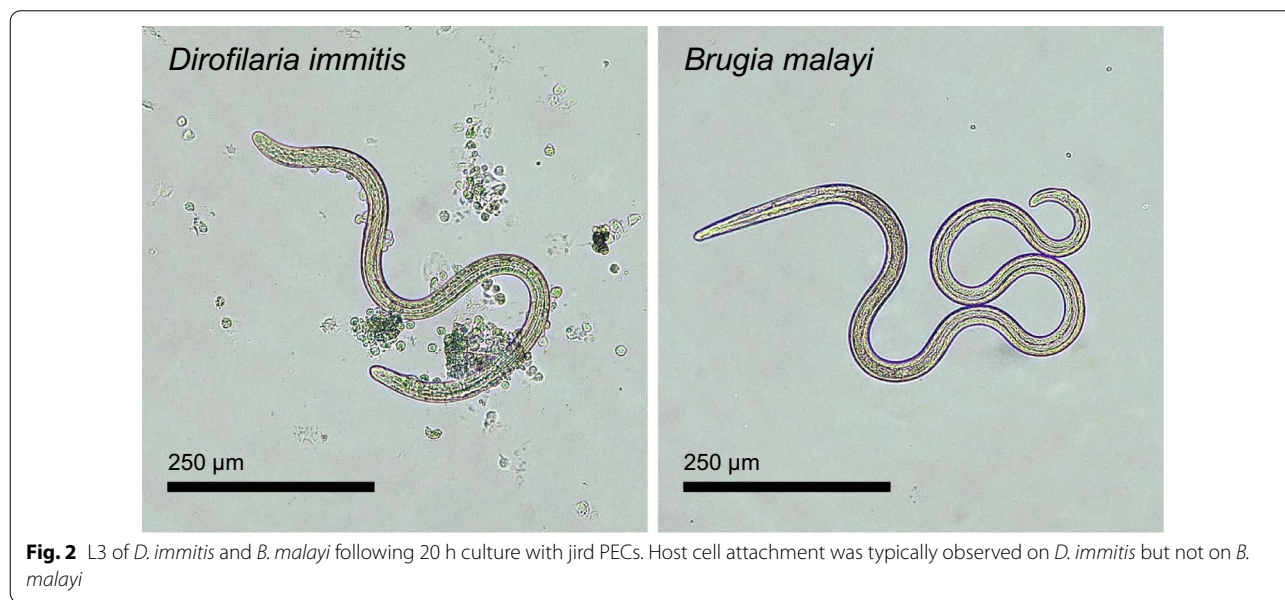 Dirofilaria immitis
Brugia malayi
250 µm
250 µm
Fig. 2 L3 of D. immitis and B. malayi following 20 h culture with jird PECs. Host cell attachment was typically observed on D. immitis but not on B.
malayi